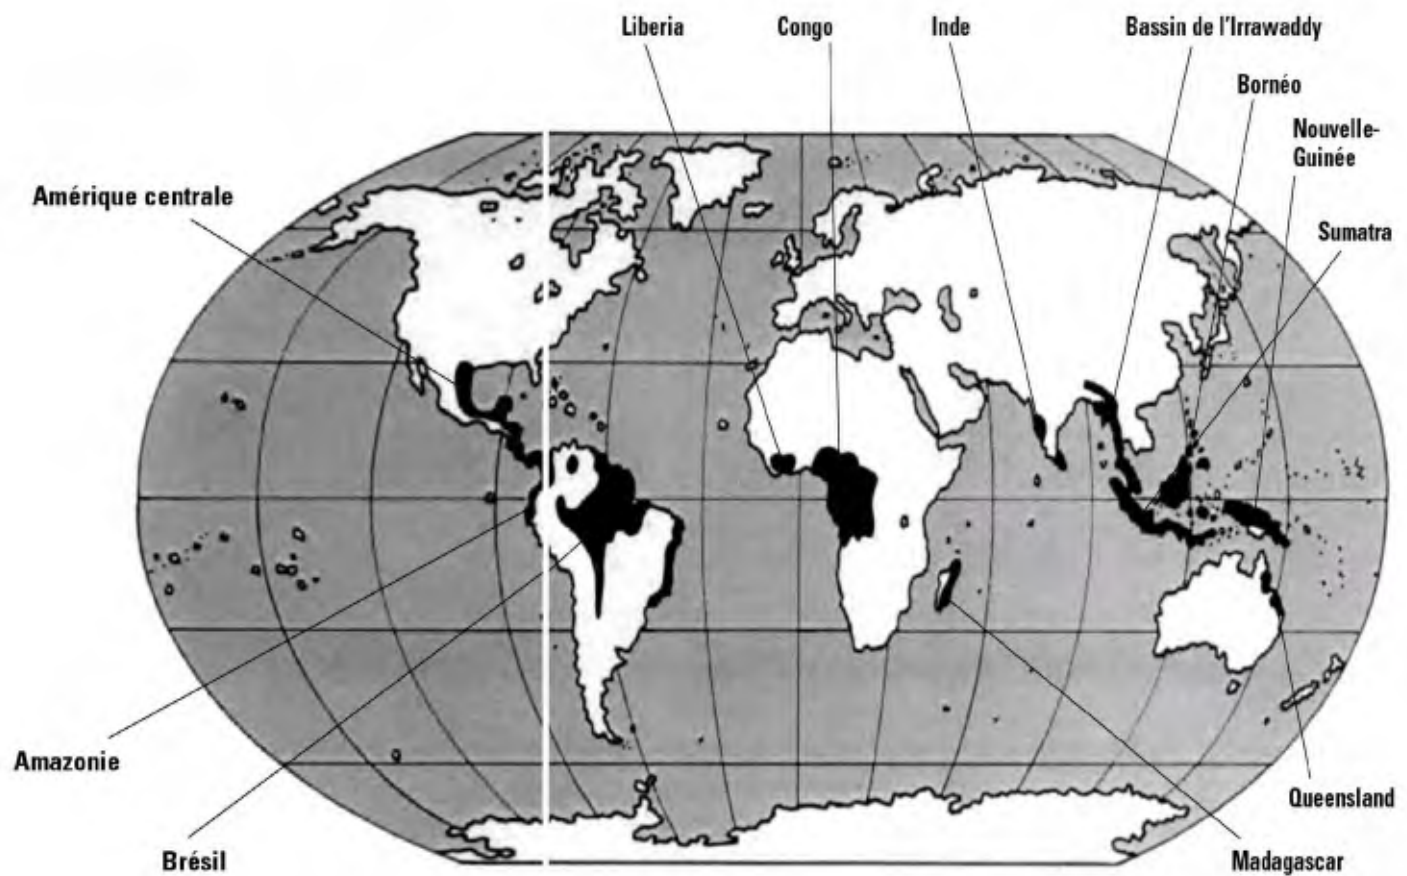 Liberia
Congo
Inde
Bassin de l'Irrawaddy
Bornéo
Nouvelle-
Guinée
Amérique centrale
Sumatra
Amazonie
Queensland
Brésil
Madagascar